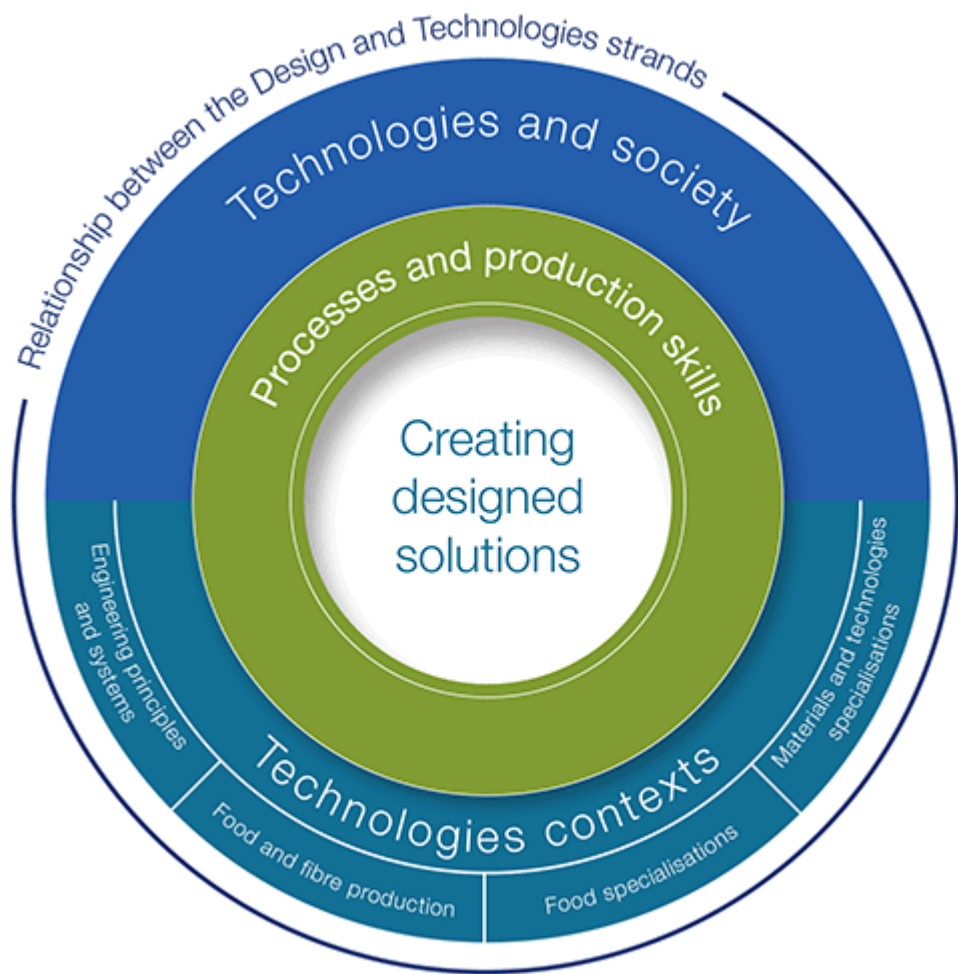 Relationship between the Design and Technologies strands
Technologies and society
Processes and production skills
Creating
designed
solutions
Technologies contexts
Engineering principles
and systems
Food and fibre production
Food specialisations
Materials and technologies
specialisations